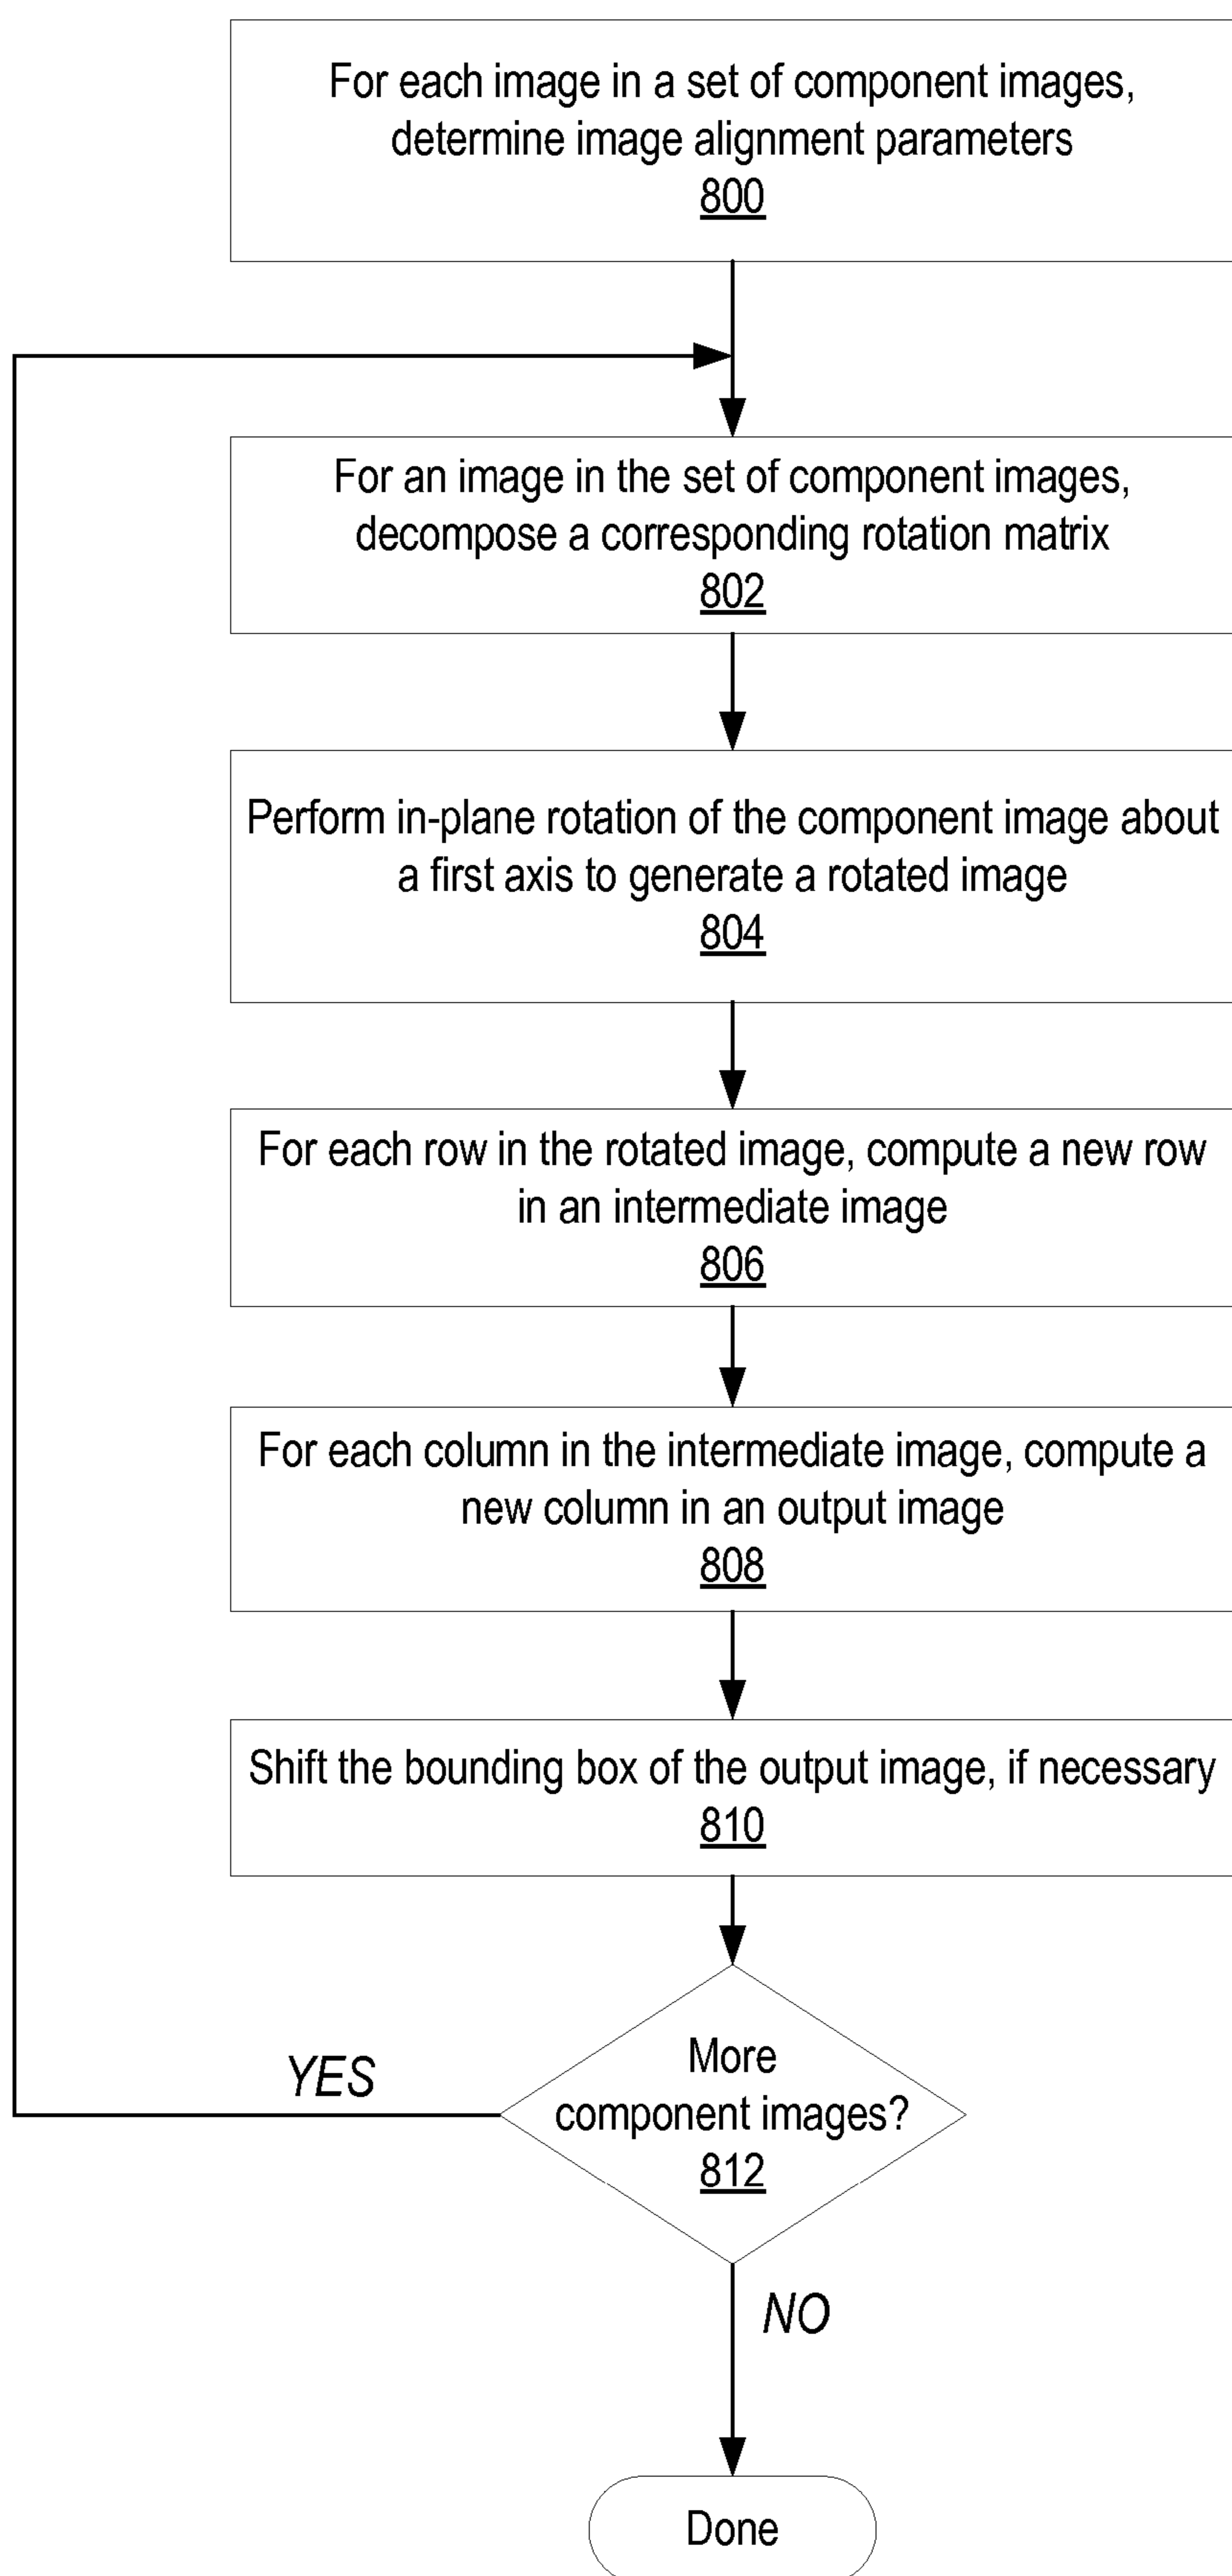 For each image in a set of component images,
determine image alignment parameters
800
For an image in the set of component images,
decompose a corresponding rotation matrix
802
Perform in-plane rotation of the component image about
a first axis to generate a rotated image
804
For each row in the rotated image, compute a new row
in an intermediate image
806
For each column in the intermediate image, compute a
new column in an output image
808
Shift the bounding box of the output image, if necessary
810
More
component images?
812
YES
NO
Done